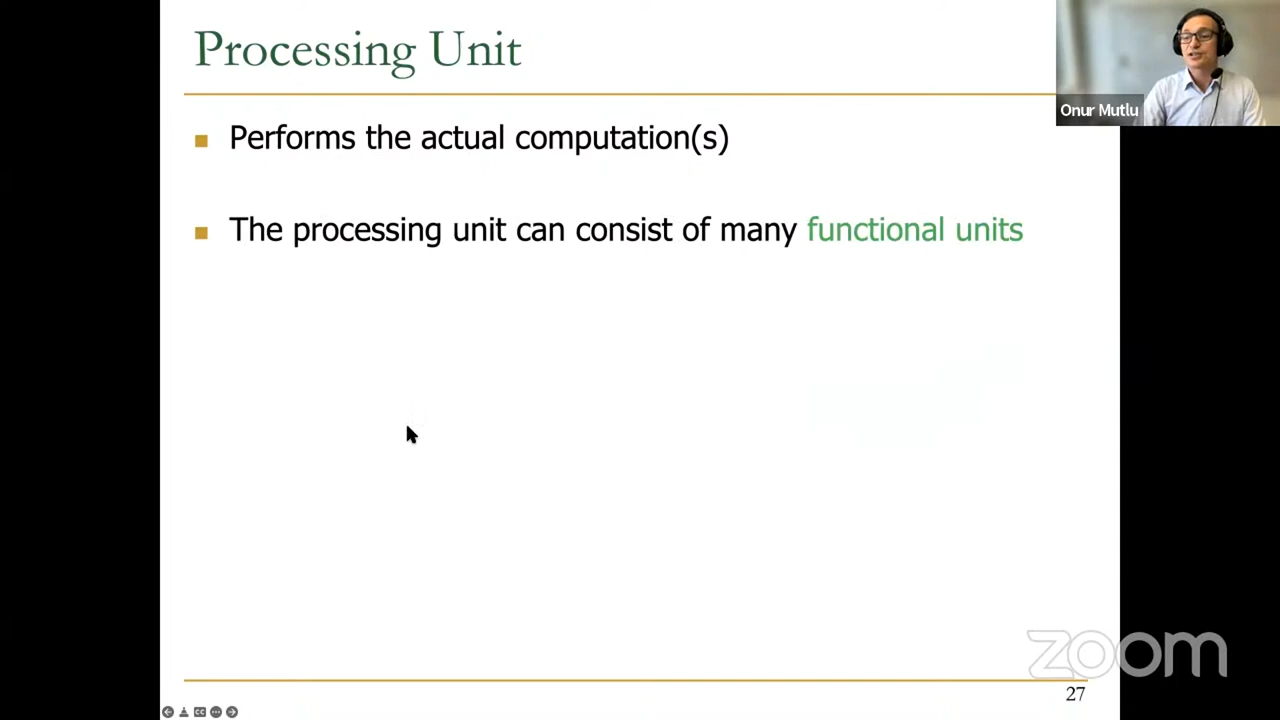 Processing Unit
Onur Mutlu
Performs the actual computation(s)
The processing unit can consist of many functional units
zoom
27
CC